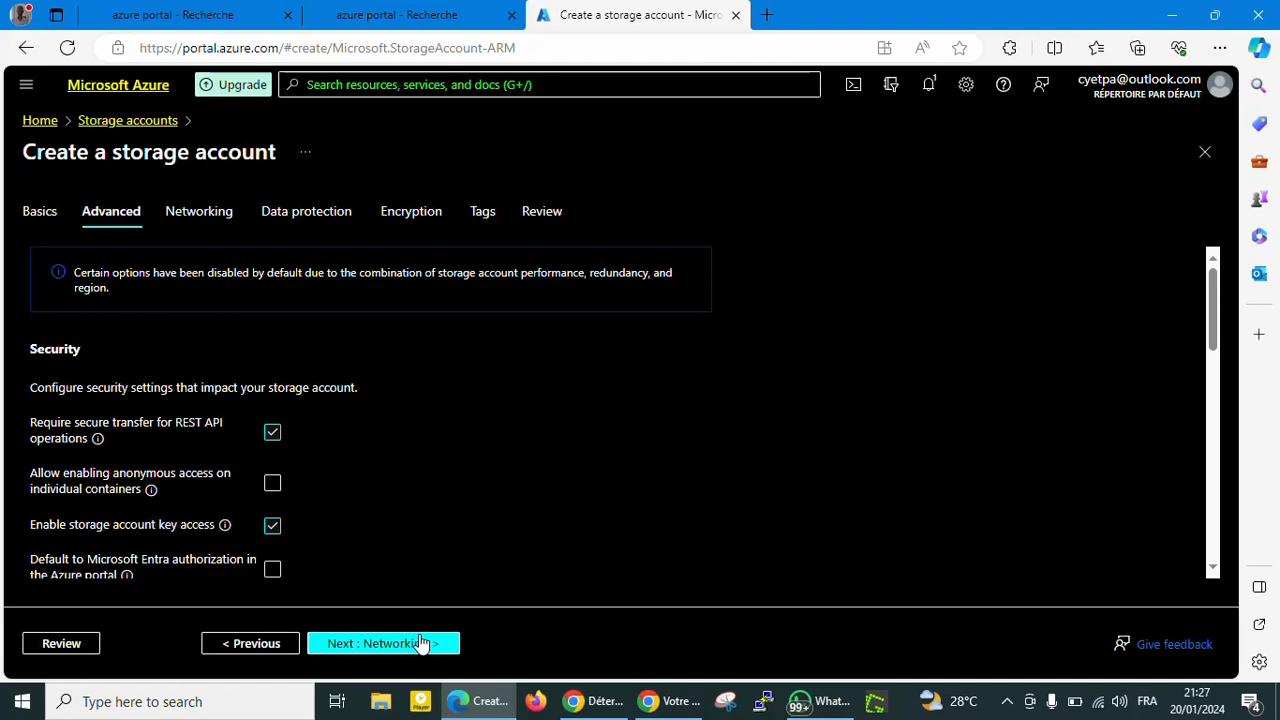 azure portal - Recherche
azure portal - Recherche
Create a storage account - Micro
https://portal.azure.com/#create/Microsoft.StorageAccount-ARM
Microsoft Azure
Upgrade
Search resources, services, and docs (G+/)
1
cyetpa@outlook.com
RÉPERTOIRE PAR DÉFAUT
Home > Storage accounts >
Create a storage account ...
Basics
Advanced
Networking
Data protection
Encryption
Tags
Review
Certain options have been disabled by default due to the combination of storage account performance, redundancy, and
region.
Security
Configure security settings that impact your storage account.
Require secure transfer for REST API
operations
Allow enabling anonymous access on
individual containers
Enable storage account key access
Default to Microsoft Entra authorization in
the Azure portal
Review
< Previous
Next : Networking >
Give feedback
Type here to search
Creat...
Déter...
Votre ...
99+
What...
28°C
FRA
21:27
20/01/2024
4